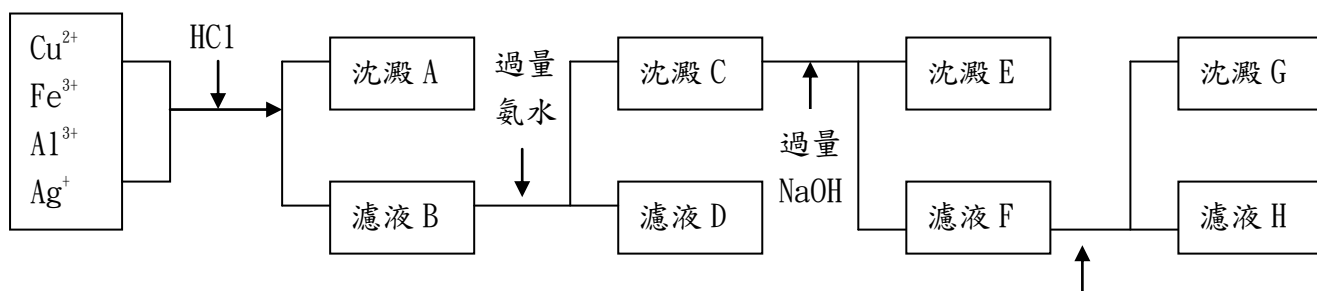 Cu²⁺
Fe³⁺
Al³⁺
Ag⁺
HCl
沈澱 A
濾液 B
過量
氨水
沈澱 C
濾液 D
過量
NaOH
沈澱 E
濾液 F
沈澱 G
濾液 H